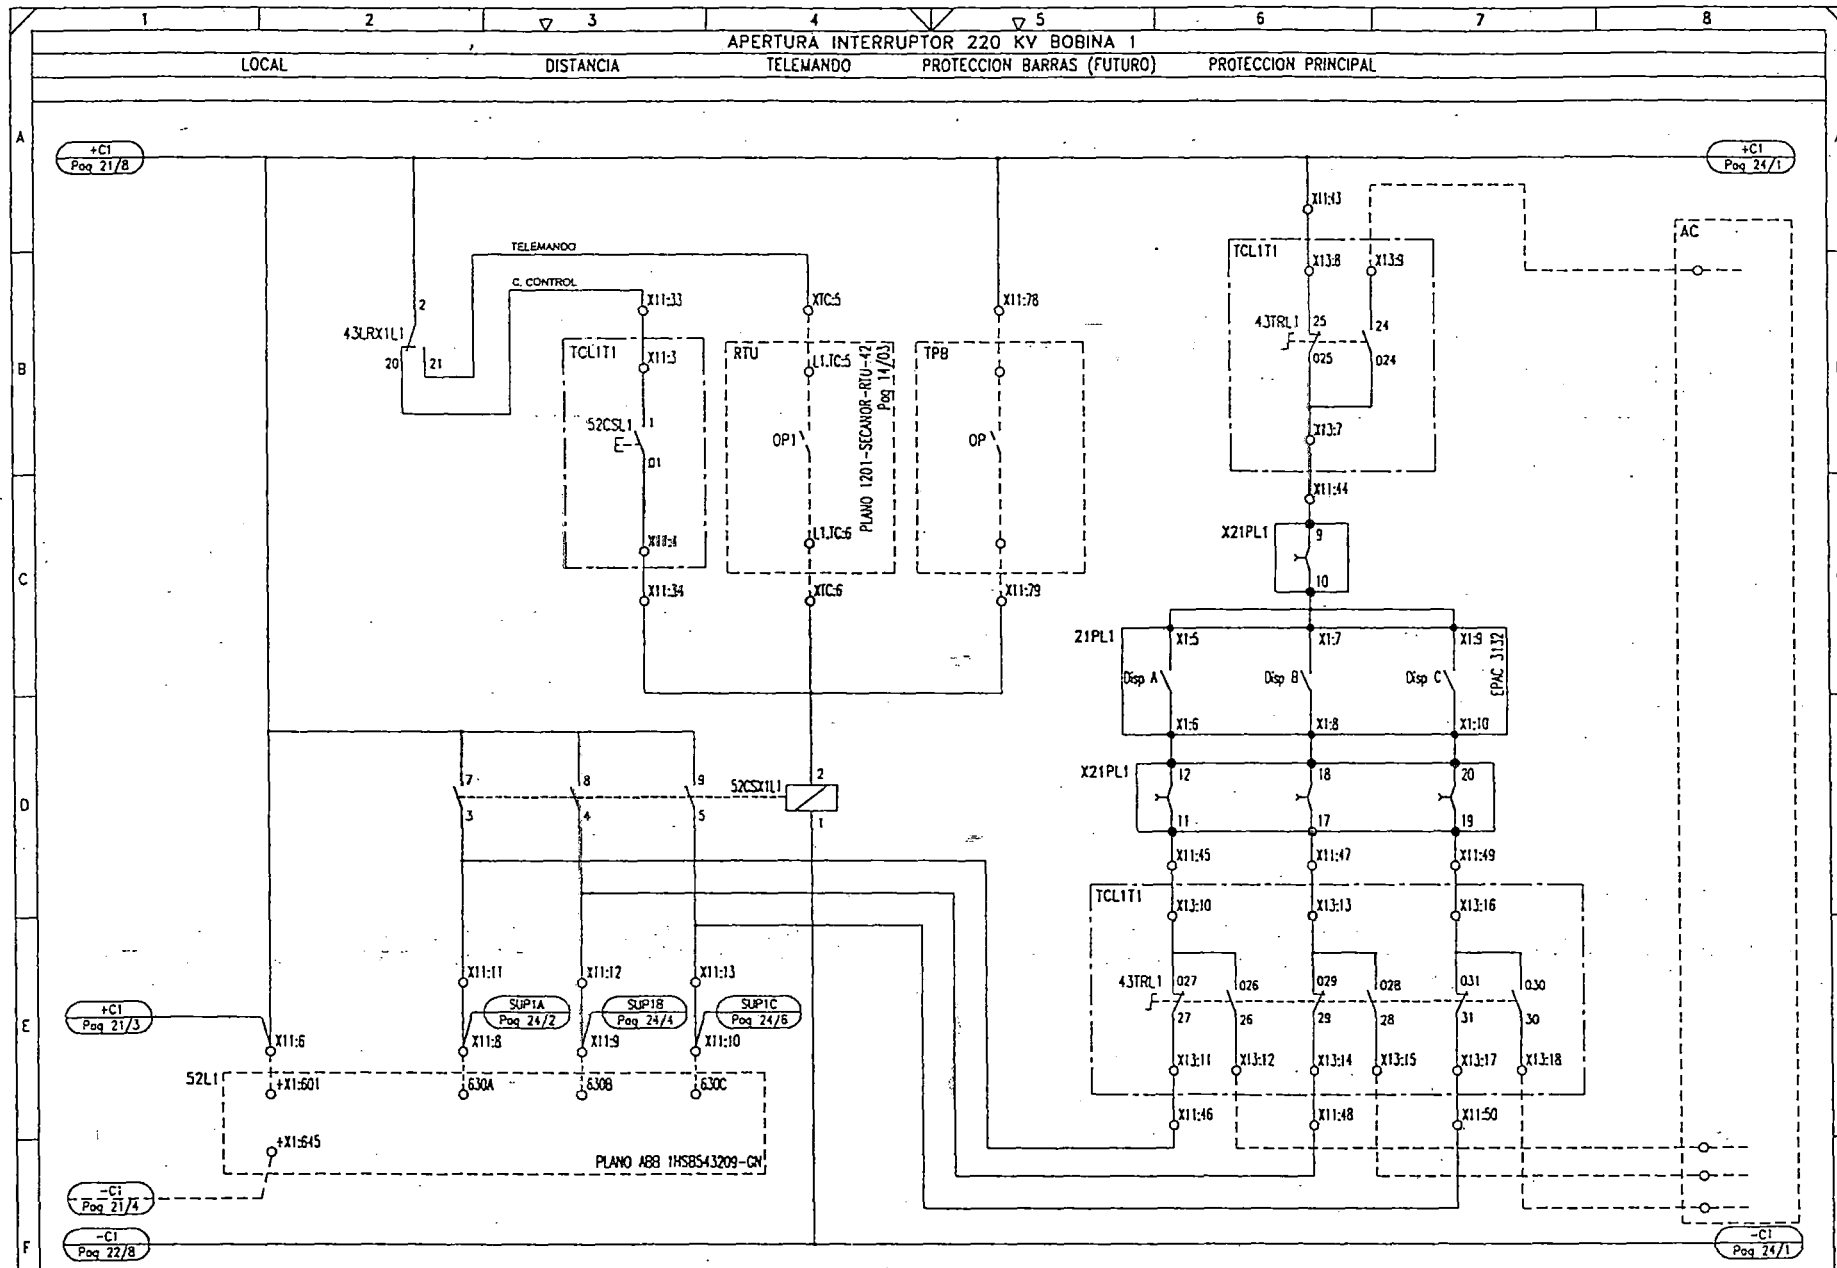 1 2 3 4 5 6 7 8
APERTURA INTERRUPTOR 220 KV BOBINA 1
LOCAL DISTANCIA TELEMANDO PROTECCION BARRAS (FUTURO) PROTECCION PRINCIPAL
A
+C1
Pag 21/8
+C1
Pag 24/1
X11:43
AC
TELEMANDO
TCL1T1
X13:8 X13:9
C. CONTROL
2
X11:33
XTC:5
X11:78
43LRX1L1
20 21
43TRL1 25 24
025 024
B
TCL1T1
X11:3
RTU
L1.TC:5
TPB
PLANO 1201-SECANOR-RTU-42
Pag 14/03
52CSL1 1
01
OP1
OP
X13:7
X11:44
L1.TC:6
X21PL1 9
10
C
X11:34
XTC:6
X11:79
21PL1
X1:5 X1:7 X1:9
EPAC 3132
Disp A Disp B Disp C
X1:6 X1:8 X1:10
D
7 8 9
52CSX1L1
2
3 4 5
1
X21PL1 12 18 20
11 17 19
X11:45 X11:47 X11:49
TCL1T1
X13:10 X13:13 X13:16
X11:11 X11:12 X11:13
43TRL1 027 026 029 028 031 030
27 26 29 28 31 30
E
+C1
Pag 21/3
SUP1A
Pag 24/2
SUP1B
Pag 24/4
SUP1C
Pag 24/6
X11:6 X11:8 X11:9 X11:10
X13:11 X13:12 X13:14 X13:15 X13:17 X13:18
52L1
+X1:601 630A 630B 630C
X11:46 X11:48 X11:50
+X1:645
PLANO ABB 1HSB543209-GN
-C1
Pag 21/4
F
-C1
Pag 22/8
-C1
Pag 24/1